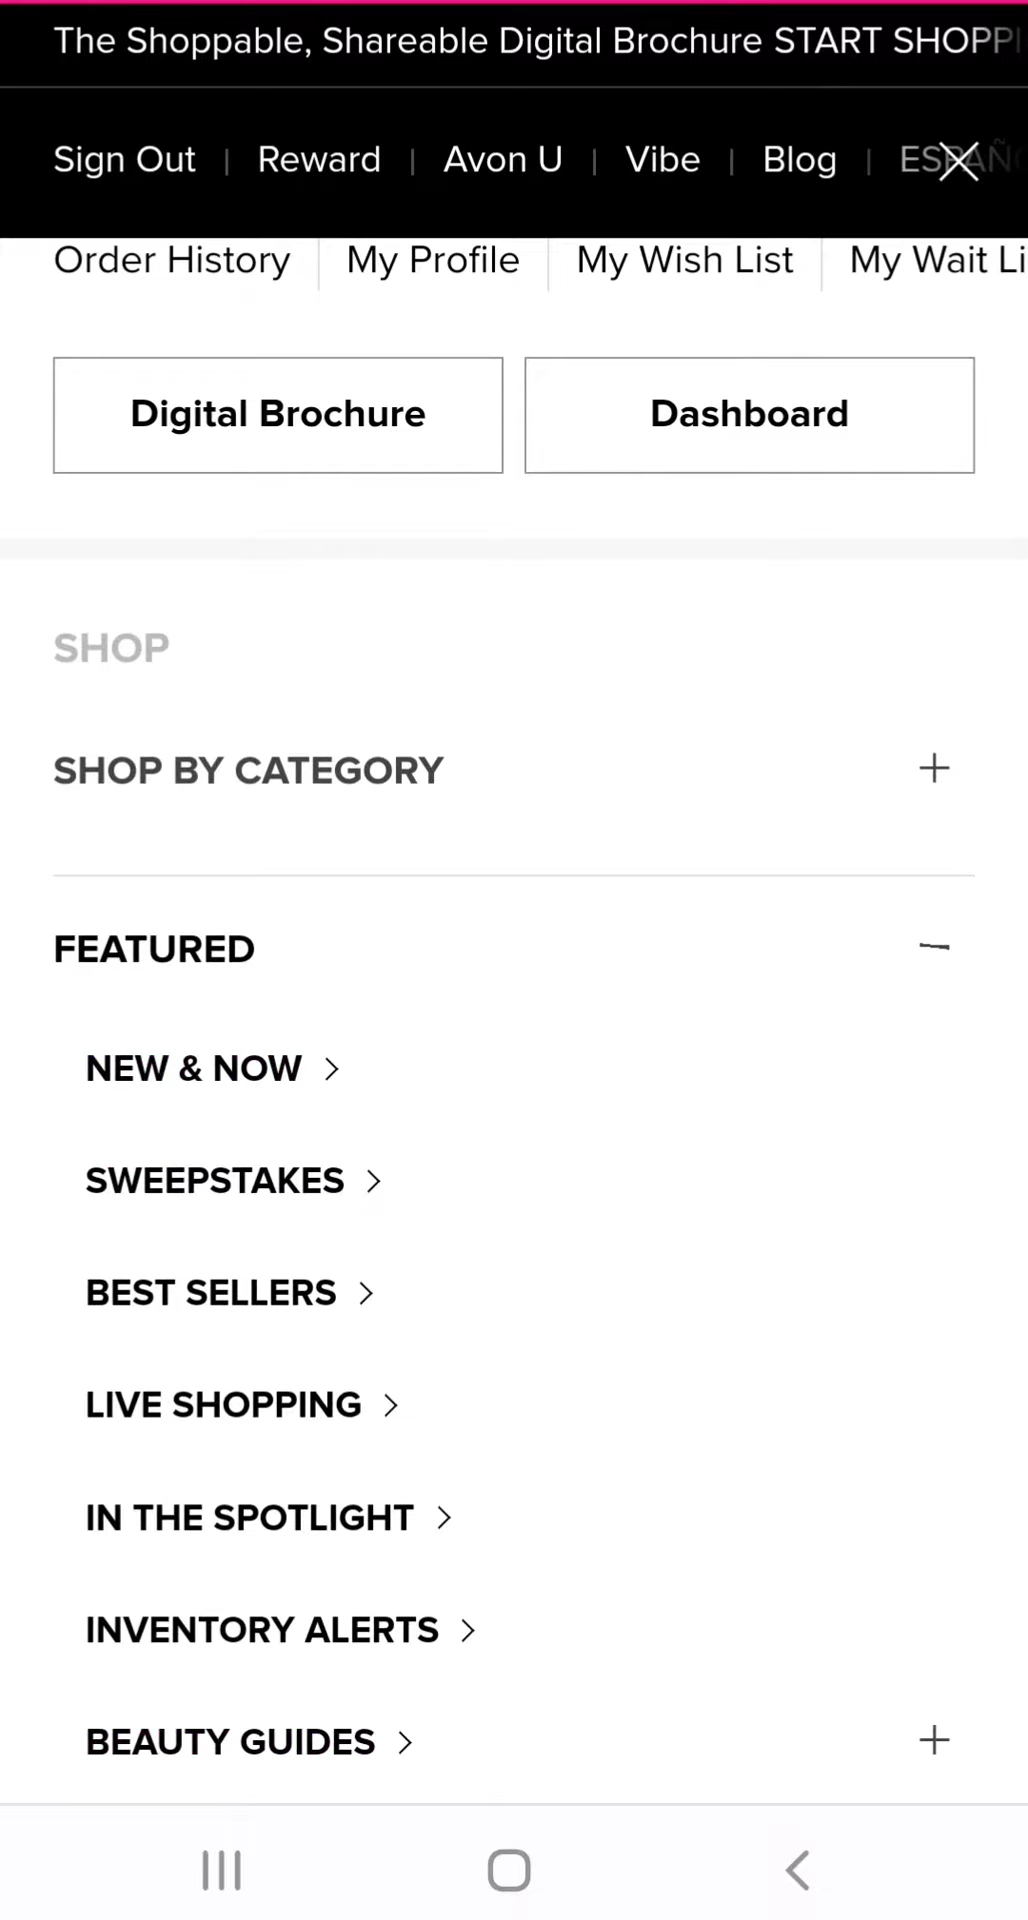 The Shoppable, Shareable Digital Brochure START SHOPPI
Sign Out | Reward | Avon U | Vibe | Blog | ESPAÑ
Order History | My Profile | My Wish List | My Wait Li
Digital Brochure Dashboard
SHOP
SHOP BY CATEGORY
FEATURED
NEW & NOW
SWEEPSTAKES
BEST SELLERS
LIVE SHOPPING
IN THE SPOTLIGHT
INVENTORY ALERTS
BEAUTY GUIDES